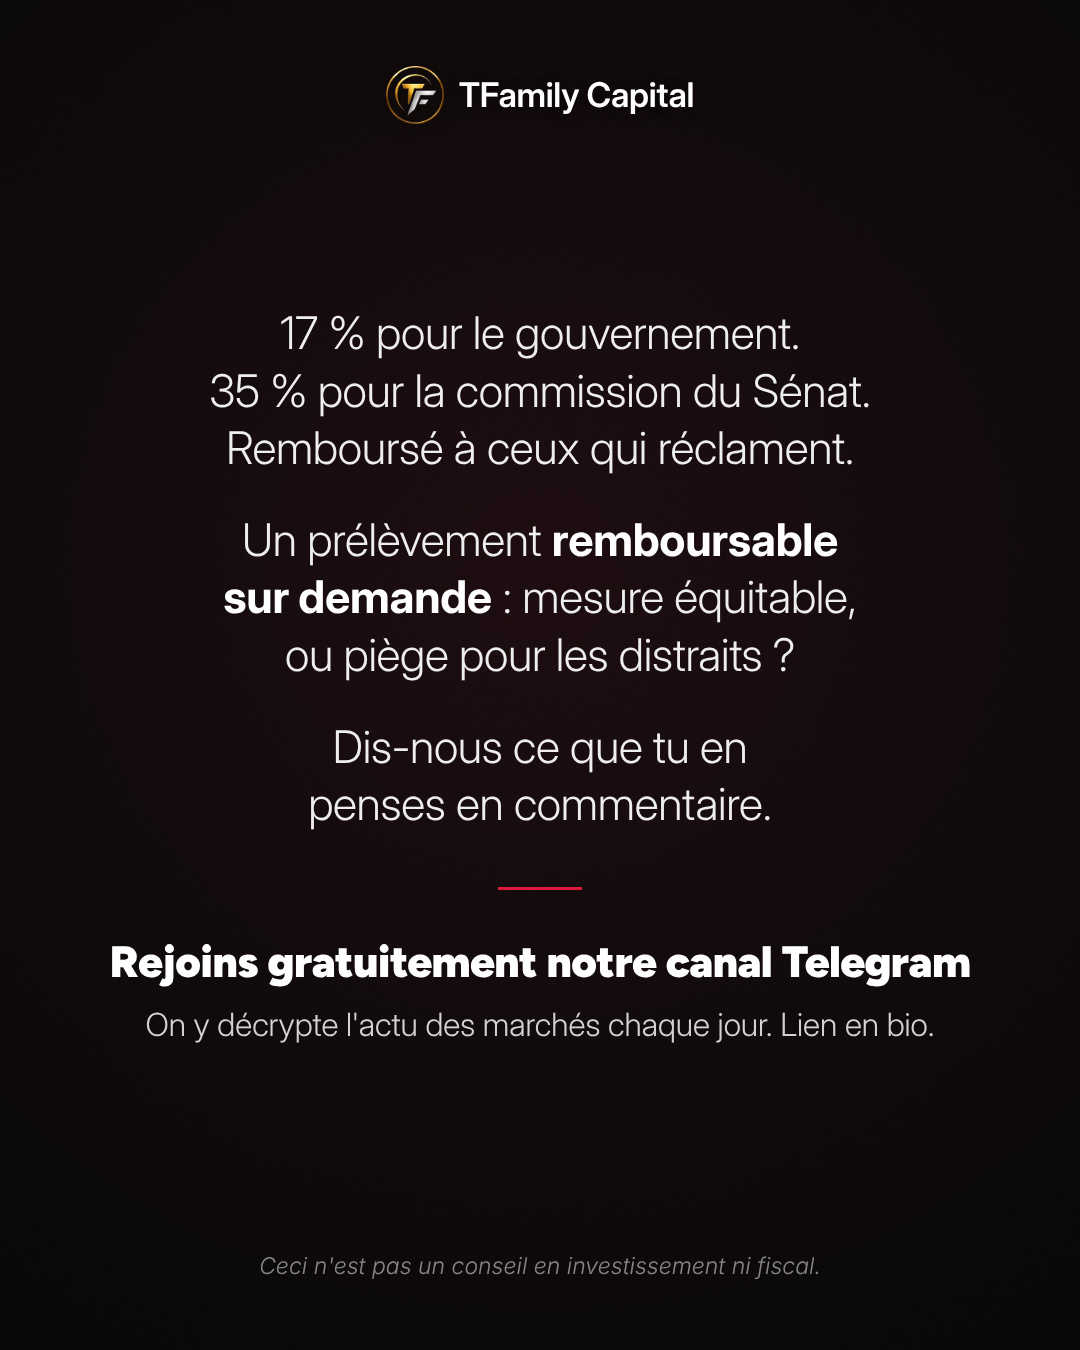 TF TFamily Capital
17 % pour le gouvernement.
35 % pour la commission du Sénat.
Remboursé à ceux qui réclament.
Un prélèvement remboursable
sur demande : mesure équitable,
ou piège pour les distraits ?
Dis-nous ce que tu en
penses en commentaire.
Rejoins gratuitement notre canal Telegram
On y décrypte l'actu des marchés chaque jour. Lien en bio.
Ceci n'est pas un conseil en investissement ni fiscal.